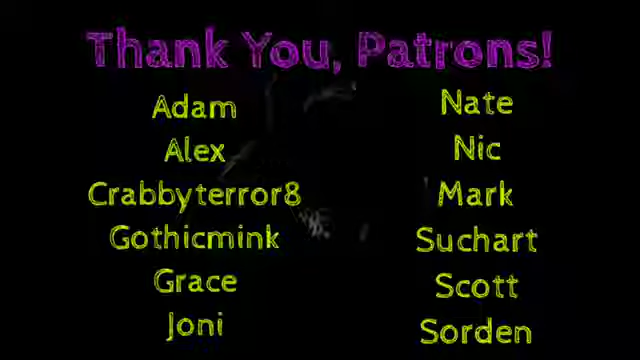 Thank You, Patrons!
Adam
Alex
Crabbyterror8
Gothicmink
Grace
Joni
Nate
Nic
Mark
Suchart
Scott
Sorden